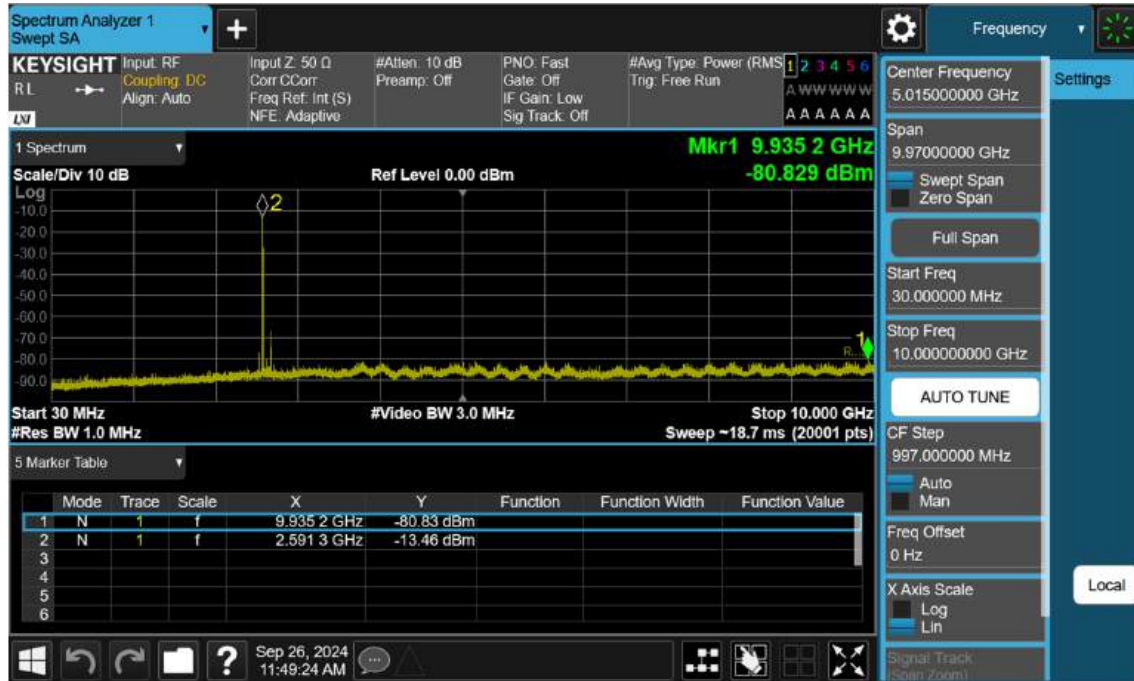 Spectrum Analyzer 1
Swept SA
+
Frequency
KEYSIGHT
RL
LXI
Input: RF
Coupling: DC
Align: Auto
Input Z: 50 Ω
Corr CCorr
Freq Ref: Int (S)
NFE: Adaptive
#Atten: 10 dB
Preamp: Off
PNO: Fast
Gate: Off
IF Gain: Low
Sig Track: Off
#Avg Type: Power (RMS
Trig: Free Run
1 2 3 4 5 6
A W W W W W
A A A A A A
1 Spectrum
Scale/Div 10 dB
Ref Level 0.00 dBm
Mkr1 9.935 2 GHz
-80.829 dBm
Log
-10.0
-20.0
-30.0
-40.0
-50.0
-60.0
-70.0
-80.0
-90.0
2
1
R...
Start 30 MHz
#Video BW 3.0 MHz
Stop 10.000 GHz
#Res BW 1.0 MHz
Sweep ~18.7 ms (20001 pts)
5 Marker Table
Mode Trace Scale X Y Function Function Width Function Value
1 N 1 f 9.935 2 GHz -80.83 dBm
2 N 1 f 2.591 3 GHz -13.46 dBm
3
4
5
6
Sep 26, 2024
11:49:24 AM
?
Center Frequency
5.015000000 GHz
Span
9.97000000 GHz
Swept Span
Zero Span
Full Span
Start Freq
30.000000 MHz
Stop Freq
10.000000000 GHz
AUTO TUNE
CF Step
997.000000 MHz
Auto
Man
Freq Offset
0 Hz
X Axis Scale
Log
Lin
Signal Track
(Span Zoom)
Settings
Local